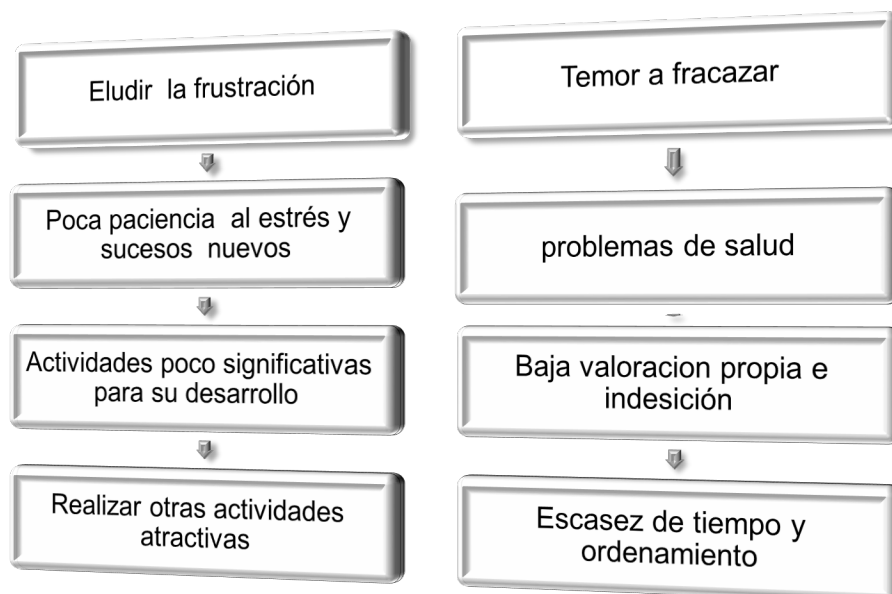 Eludir la frustración
Poca paciencia al estrés y
sucesos nuevos
Actividades poco significativas
para su desarrollo
Realizar otras actividades
atractivas
Temor a fracazar
problemas de salud
Baja valoracion propia e
indesición
Escasez de tiempo y
ordenamiento